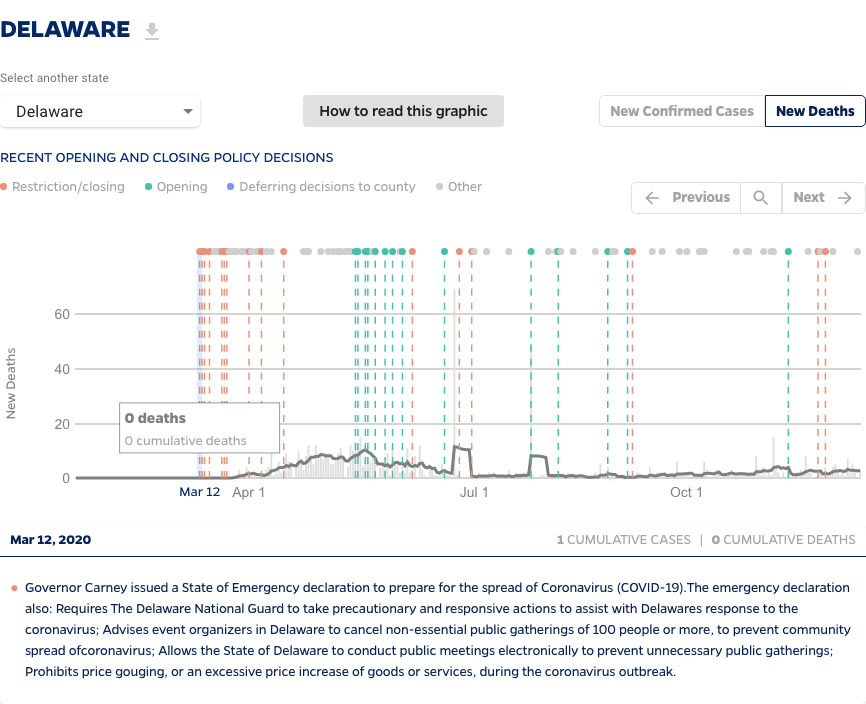 DELAWARE
Select another state
Delaware
How to read this graphic
New Confirmed Cases
New Deaths
RECENT OPENING AND CLOSING POLICY DECISIONS
Restriction/closing
Opening
Deferring decisions to county
Other
Previous
Next
60
40
20
0
New Deaths
0 deaths
0 cumulative deaths
Mar 12
Apr 1
Jul 1
Oct 1
Mar 12, 2020
1 CUMULATIVE CASES | 0 CUMULATIVE DEATHS
Governor Carney issued a State of Emergency declaration to prepare for the spread of Coronavirus (COVID-19).The emergency declaration
also: Requires The Delaware National Guard to take precautionary and responsive actions to assist with Delawares response to the
coronavirus; Advises event organizers in Delaware to cancel non-essential public gatherings of 100 people or more, to prevent community
spread ofcoronavirus; Allows the State of Delaware to conduct public meetings electronically to prevent unnecessary public gatherings;
Prohibits price gouging, or an excessive price increase of goods or services, during the coronavirus outbreak.